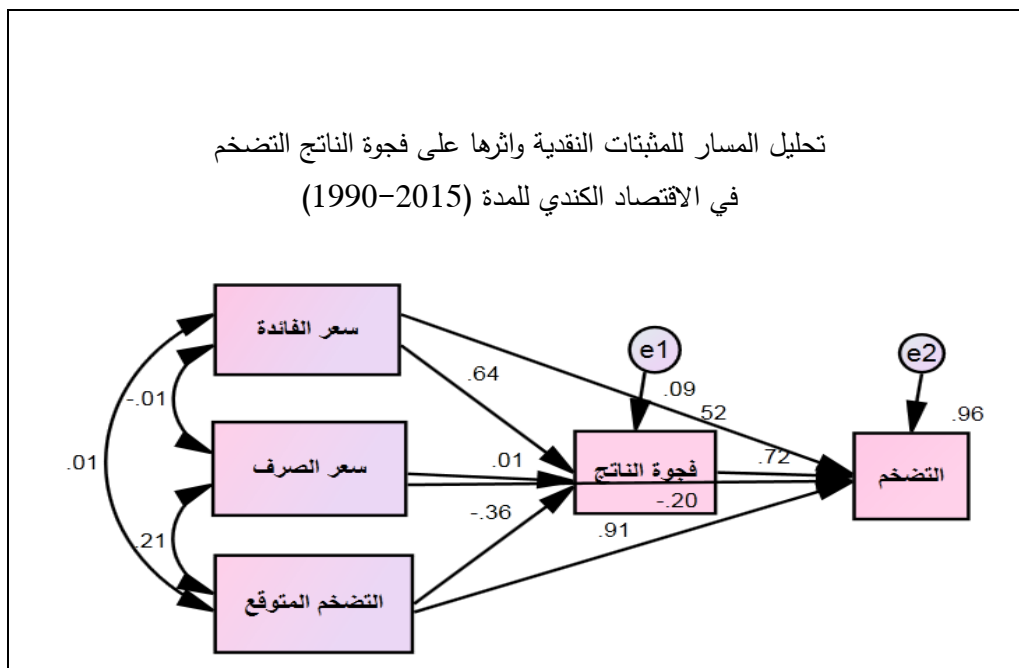 تحليل المسار للمثبتات النقدية واثرها على فجوة الناتج التضخم
في الاقتصاد الكندي للمدة (2015-1990)
سعر الفائدة
e1
e2
.64
.09
.52
.96
-.01
.01
سعر الصرف
.01
فجوة الناتج
.72
التضخم
-.20
-.36
.91
.21
التضخم المتوقع